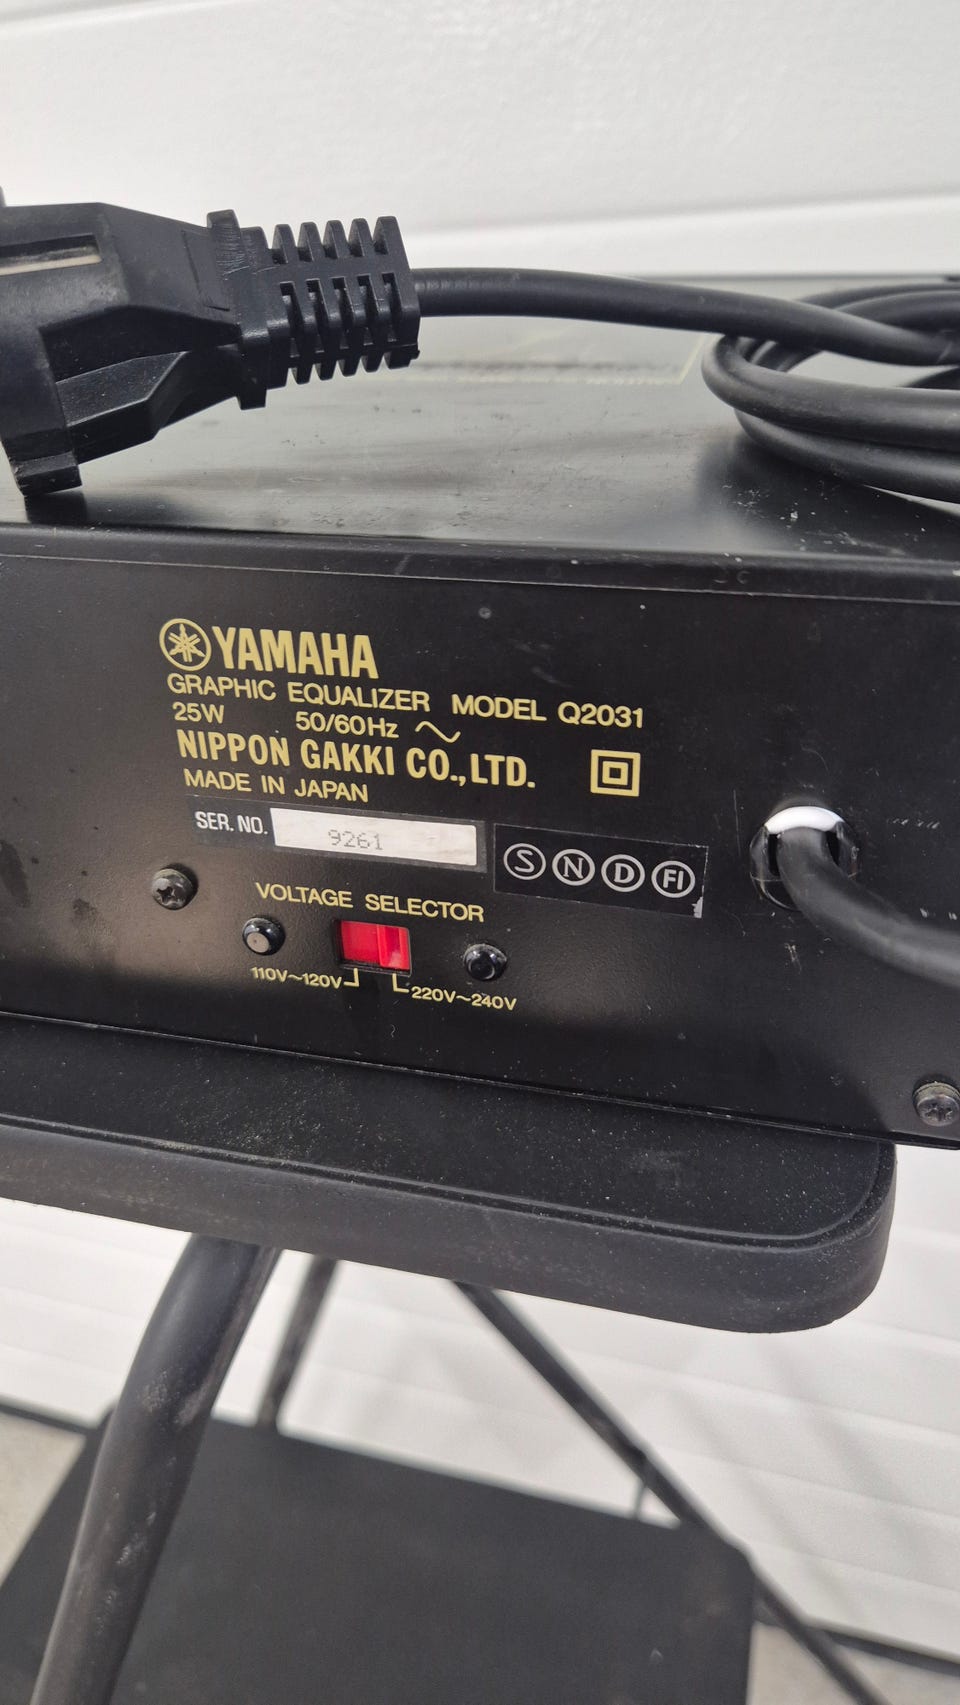 YAMAHA
GRAPHIC EQUALIZER MODEL Q2031
25W 50/60Hz ~
NIPPON GAKKI CO., LTD.
MADE IN JAPAN
SER. NO. 9261
S N D FI
VOLTAGE SELECTOR
110V~120V
220V~240V